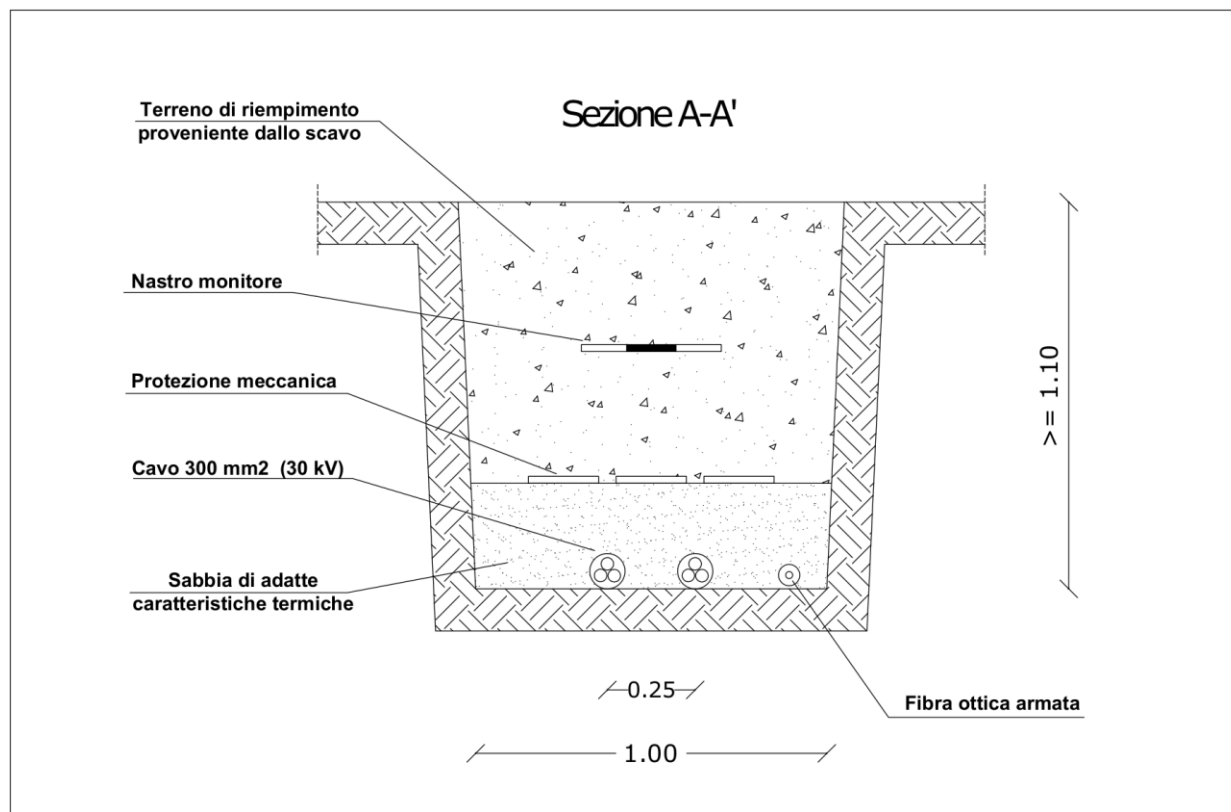 Sezione A-A'
Terreno di riempimento
proveniente dallo scavo
Nastro monitore
Protezione meccanica
Cavo 300 mm2 (30 kV)
Sabbia di adatte
caratteristiche termiche
>= 1.10
0.25
Fibra ottica armata
1.00